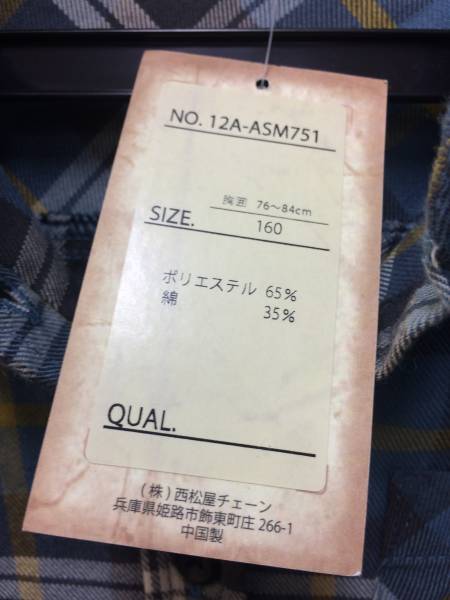 NO. 12A-ASM751
胸囲 76~84cm
SIZE. 160
ポリエステル 65%
綿 35%
QUAL.
(株)西松屋チェーン
兵庫県姫路市飾東町庄 266-1
中国製